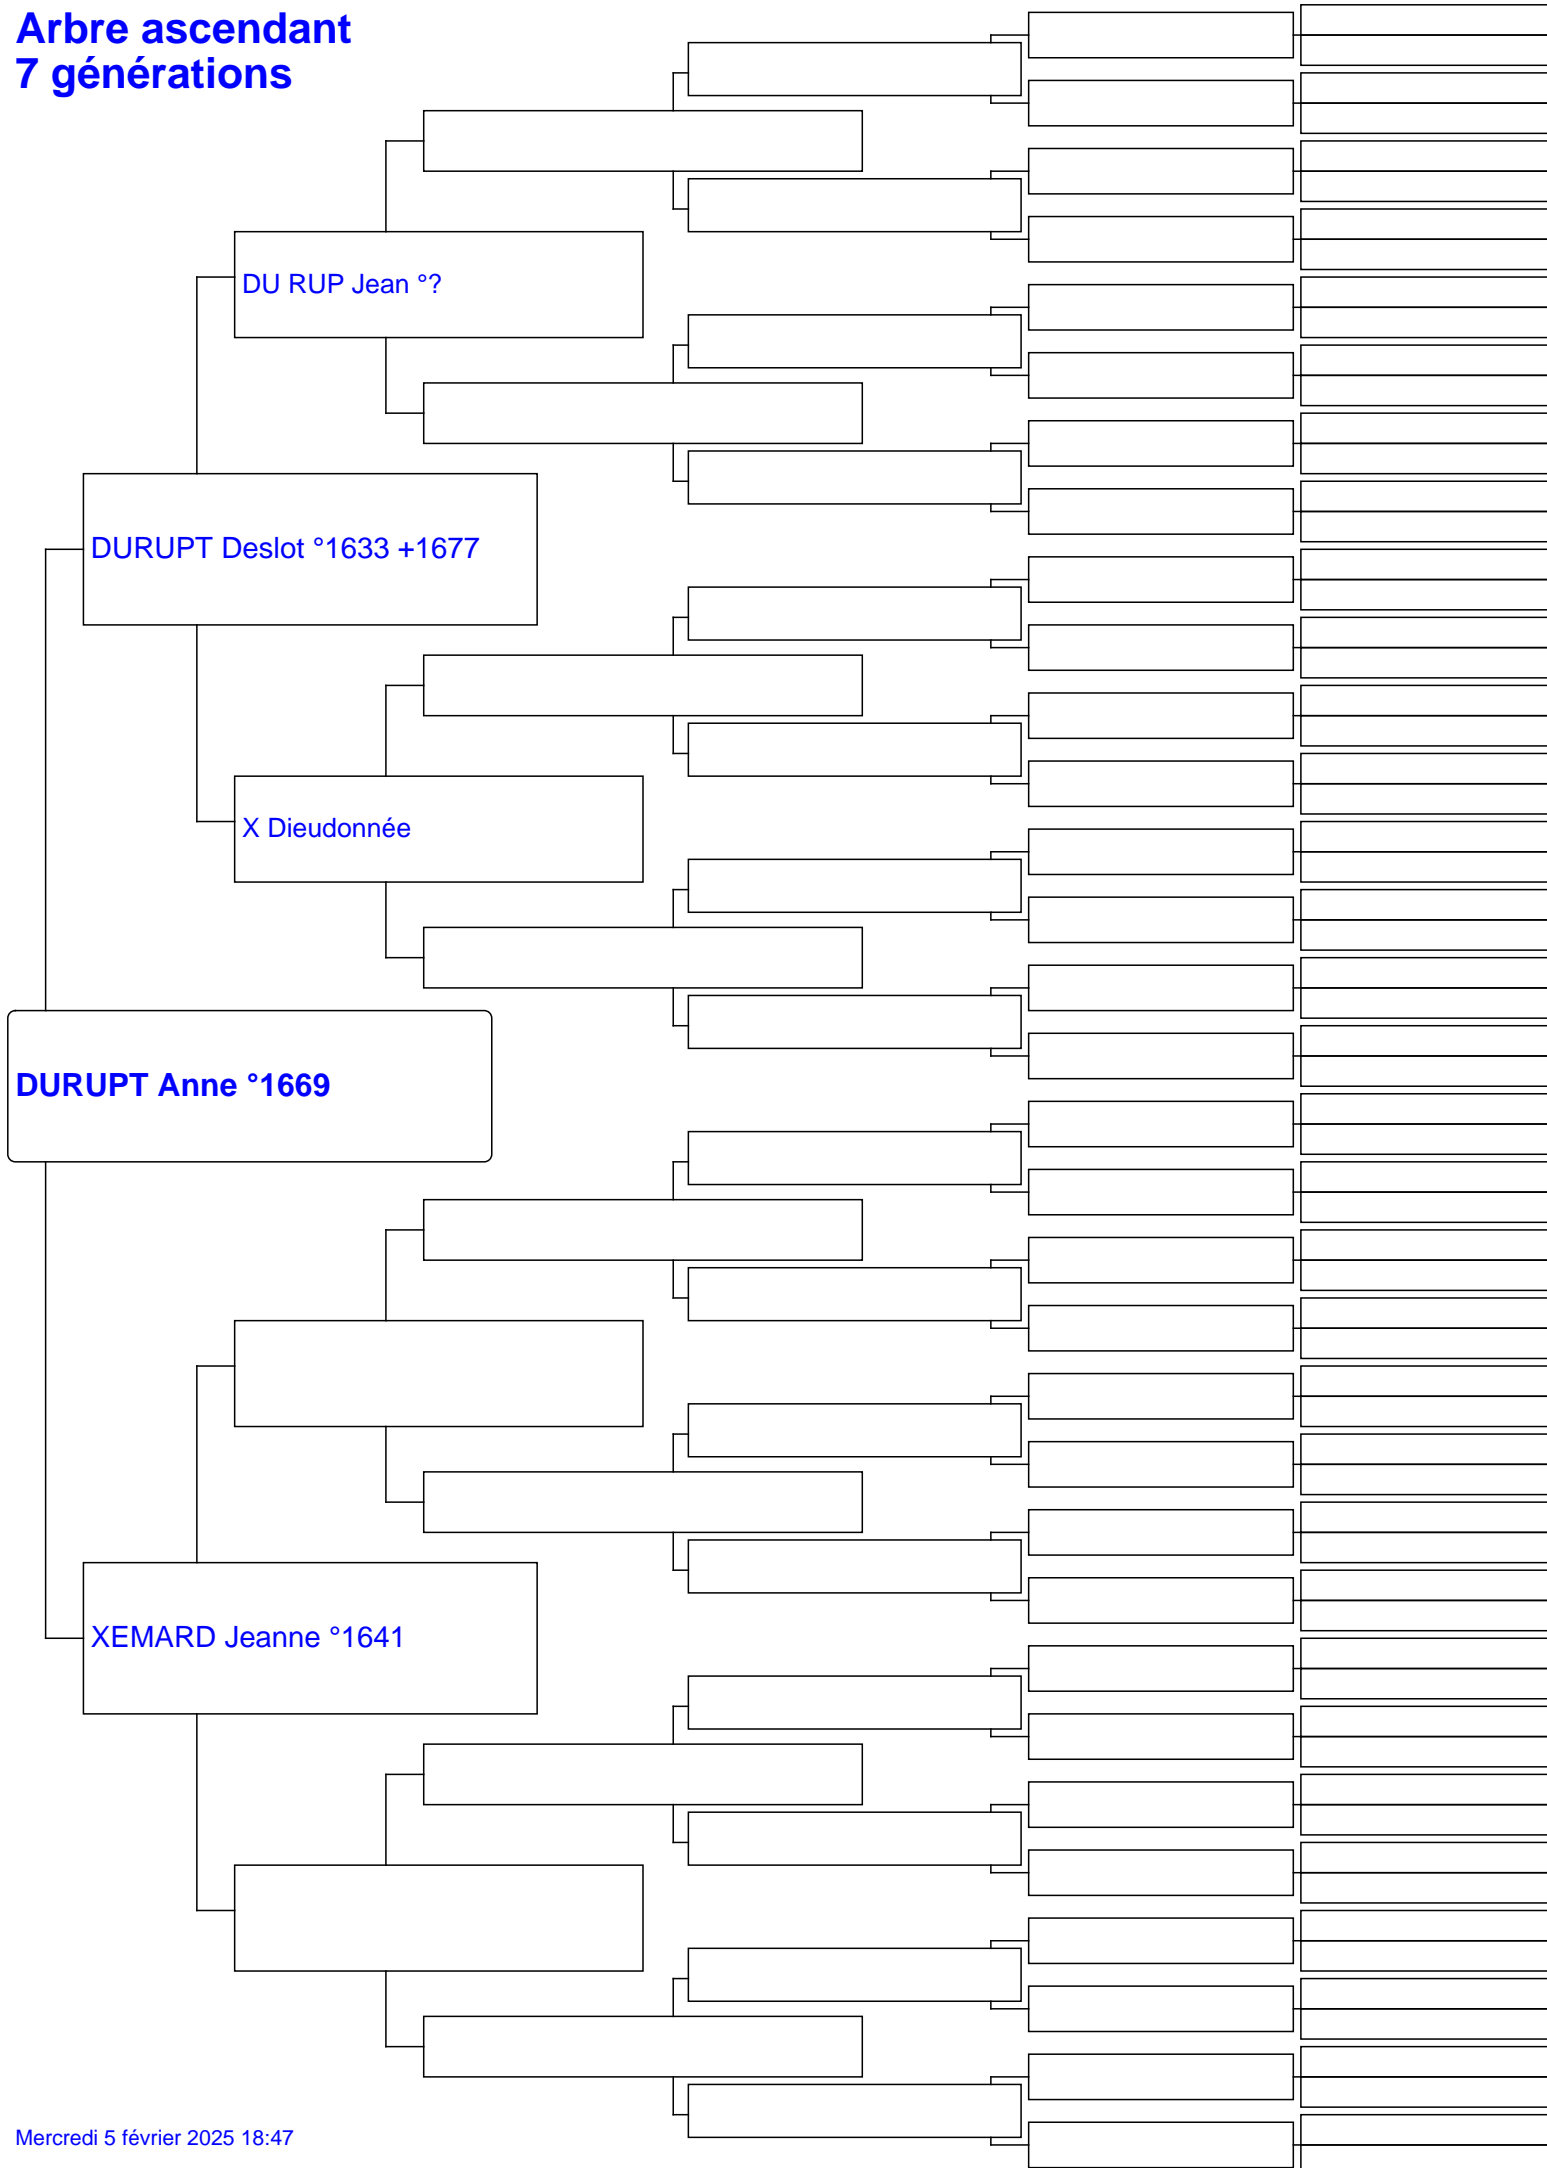 Arbre ascendant
7 générations
DU RUP Jean °?
DURUPT Deslot °1633 +1677
X Dieudonnée
DURUPT Anne °1669
XEMARD Jeanne °1641
Mercredi 5 février 2025 18:47